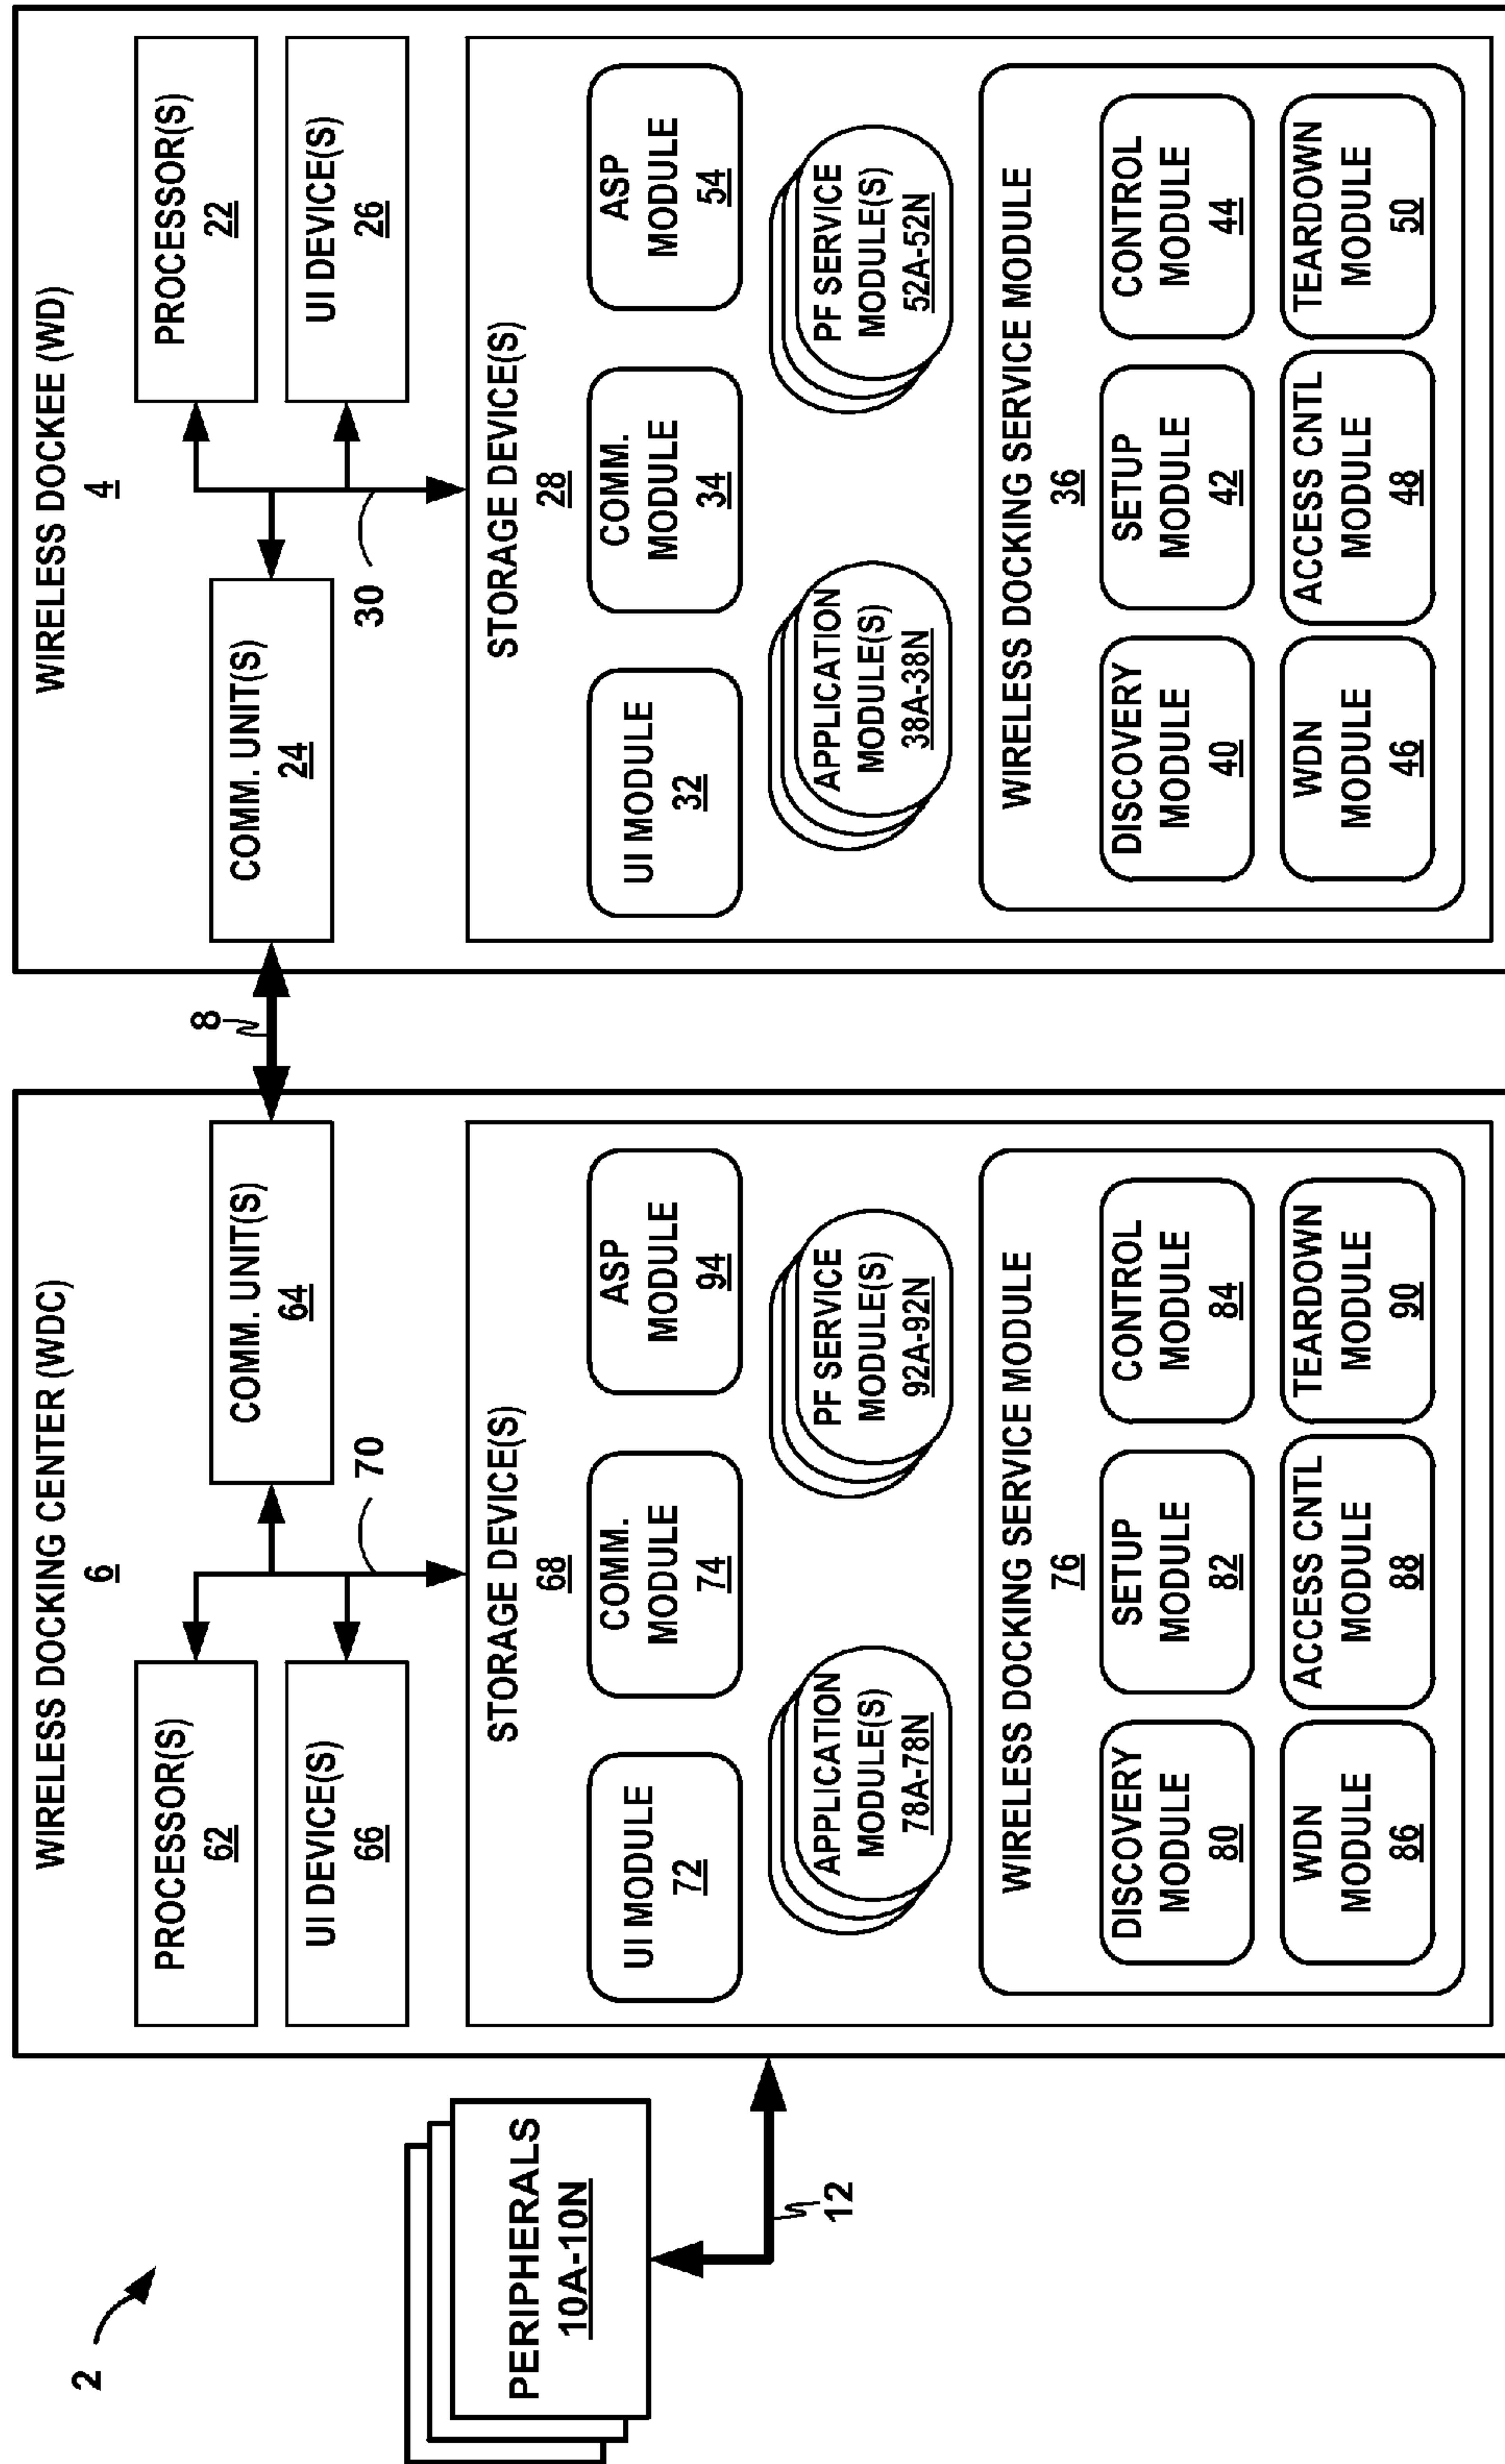 2
PERIPHERALS
10A-10N
12
WIRELESS DOCKING CENTER (WDC)
6
PROCESSOR(S)
62
UI DEVICE(S)
66
COMM. UNIT(S)
64
70
STORAGE DEVICE(S)
68
UI MODULE
72
COMM.
MODULE
74
ASP
MODULE
94
APPLICATION
MODULE(S)
78A-78N
PF SERVICE
MODULE(S)
92A-92N
WIRELESS DOCKING SERVICE MODULE
76
DISCOVERY
MODULE
80
SETUP
MODULE
82
CONTROL
MODULE
84
WDN
MODULE
86
ACCESS CNTL
MODULE
88
TEARDOWN
MODULE
90
8
WIRELESS DOCKEE (WD)
4
COMM. UNIT(S)
24
PROCESSOR(S)
22
UI DEVICE(S)
26
30
STORAGE DEVICE(S)
28
UI MODULE
32
COMM.
MODULE
34
ASP
MODULE
54
APPLICATION
MODULE(S)
38A-38N
PF SERVICE
MODULE(S)
52A-52N
WIRELESS DOCKING SERVICE MODULE
36
DISCOVERY
MODULE
40
SETUP
MODULE
42
CONTROL
MODULE
44
WDN
MODULE
46
ACCESS CNTL
MODULE
48
TEARDOWN
MODULE
50